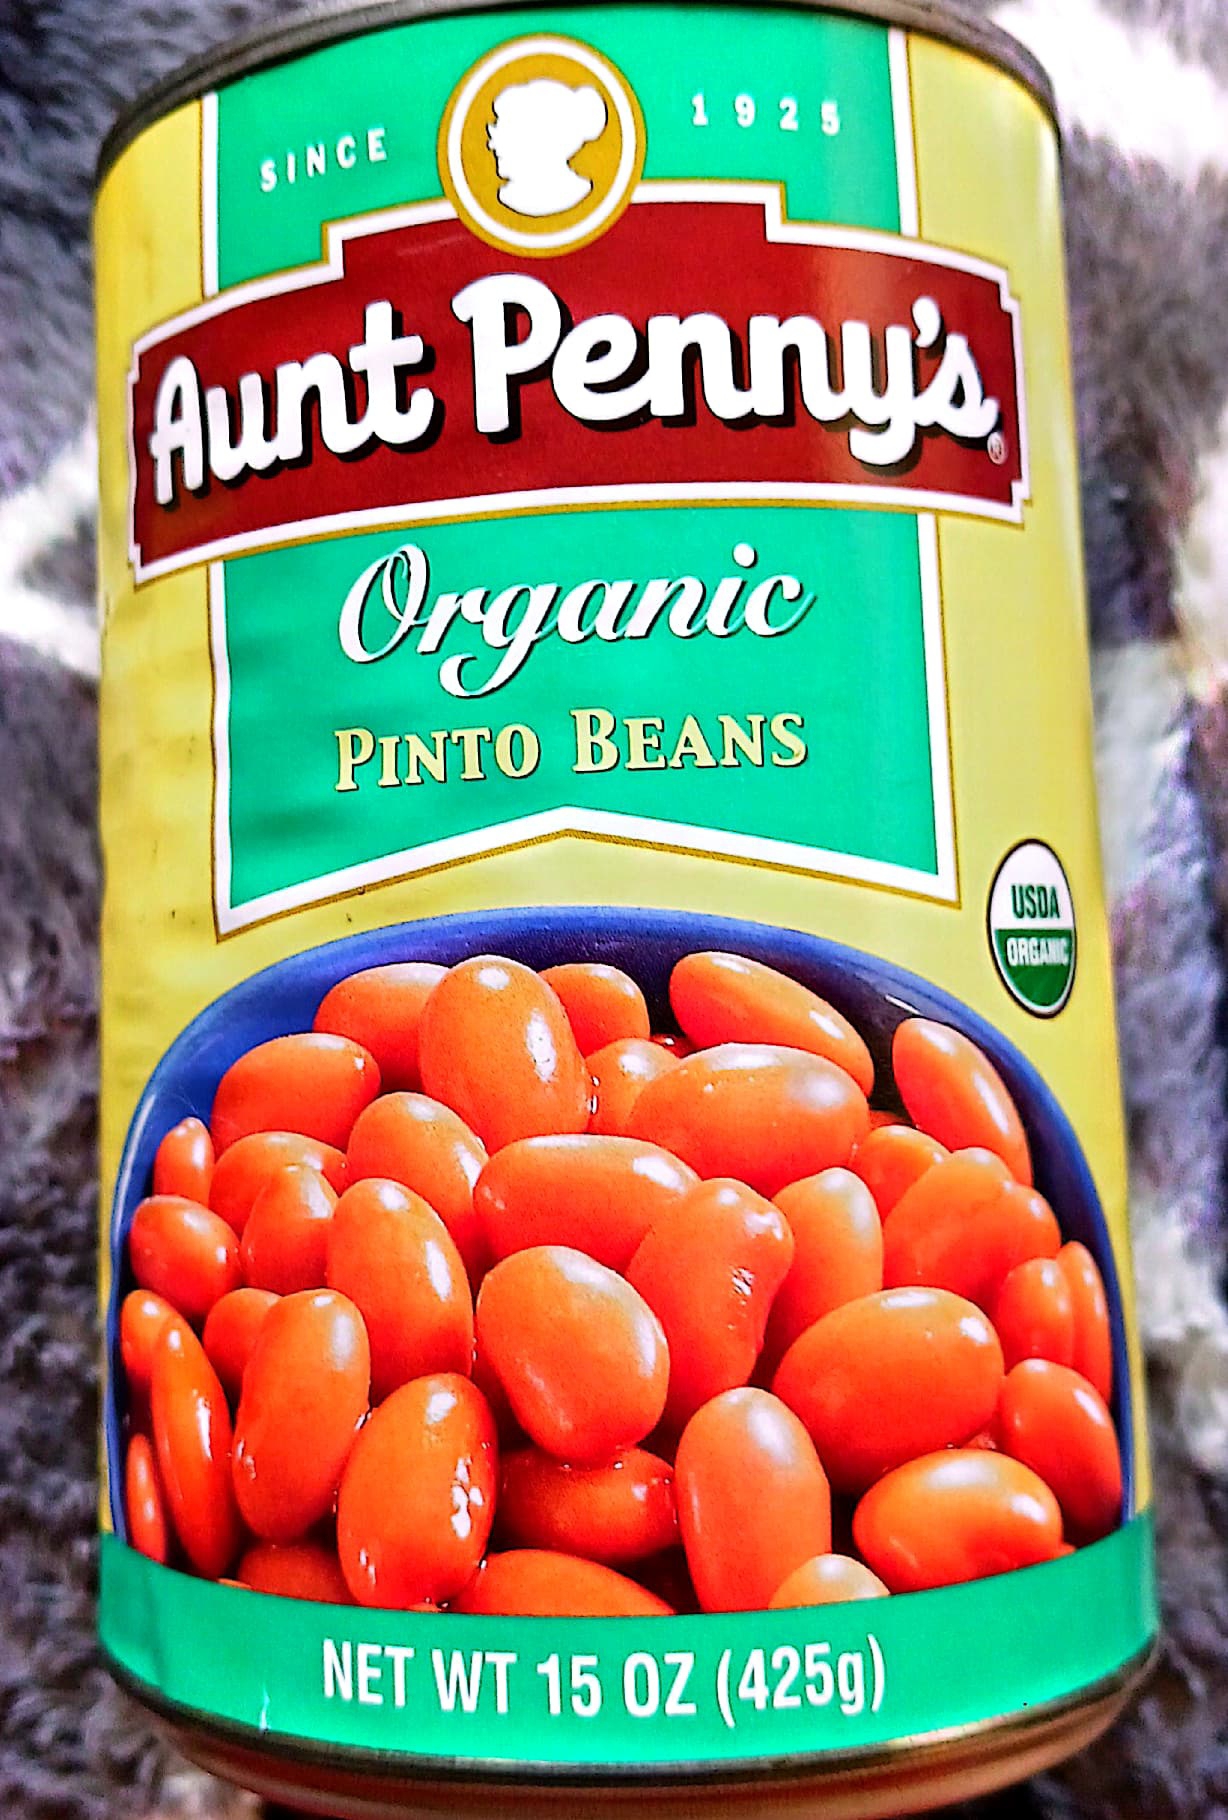 SINCE 1925
Aunt Penny's®
Organic
PINTO BEANS
USDA
ORGANIC
NET WT 15 OZ (425g)